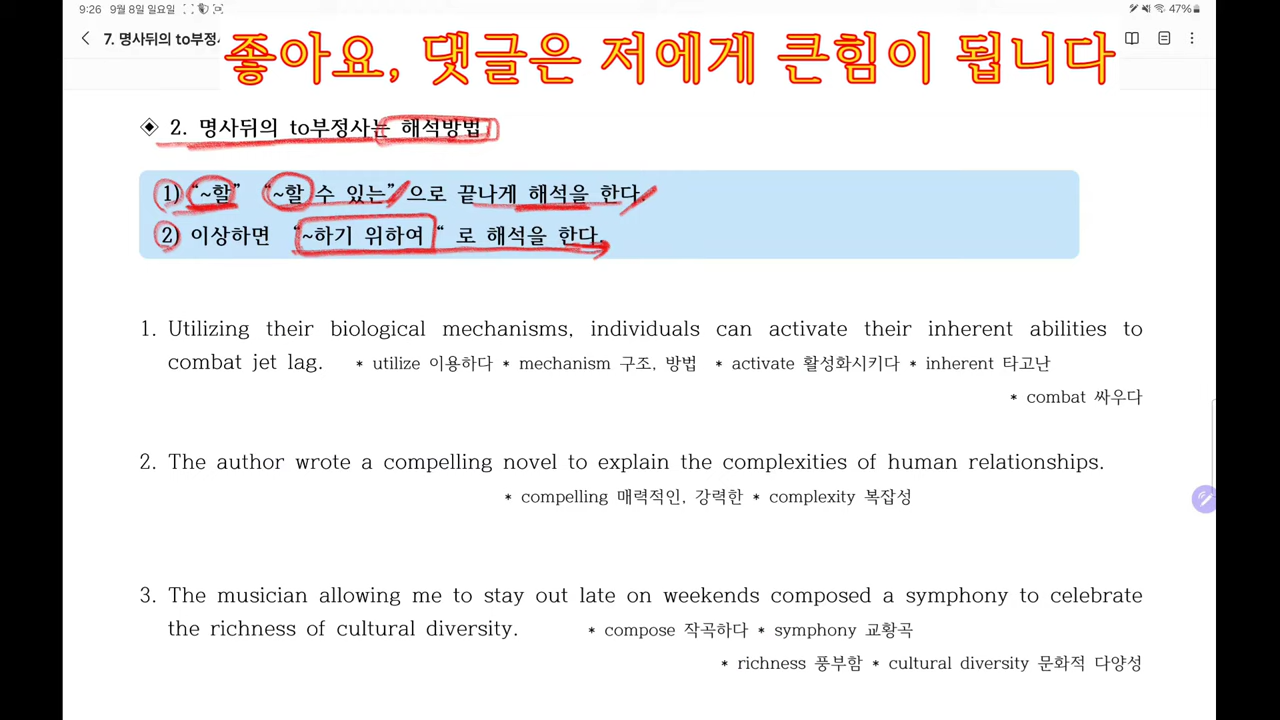 9:26 9월 8일 일요일
47%
7. 명사뒤의 to부정사
좋아요, 댓글은 저에게 큰힘이 됩니다
◈ 2. 명사뒤의 to부정사는 해석방법
1) “~할” “~할 수 있는”으로 끝나게 해석을 한다.
2) 이상하면 “~하기 위하여“ 로 해석을 한다.
1. Utilizing their biological mechanisms, individuals can activate their inherent abilities to
combat jet lag. * utilize 이용하다 * mechanism 구조, 방법 * activate 활성화시키다 * inherent 타고난
* combat 싸우다
2. The author wrote a compelling novel to explain the complexities of human relationships.
* compelling 매력적인, 강력한 * complexity 복잡성
3. The musician allowing me to stay out late on weekends composed a symphony to celebrate
the richness of cultural diversity. * compose 작곡하다 * symphony 교황곡
* richness 풍부함 * cultural diversity 문화적 다양성